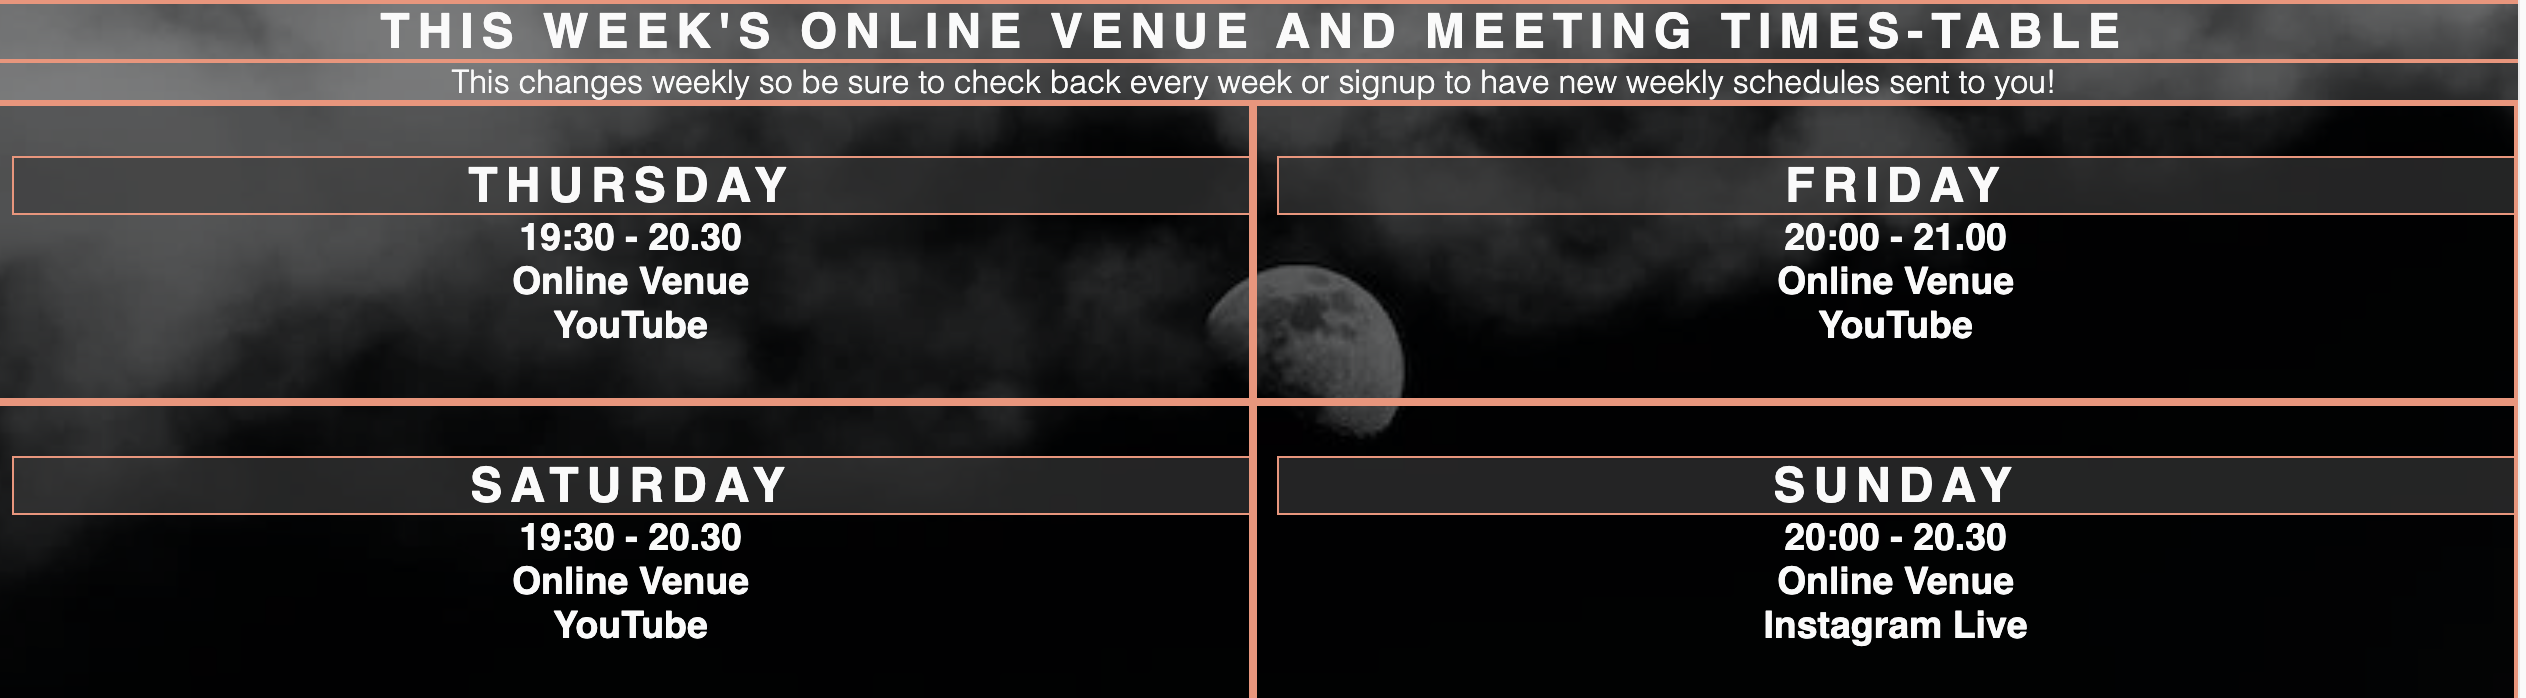 THIS WEEK'S ONLINE VENUE AND MEETING TIMES-TABLE
This changes weekly so be sure to check back every week or signup to have new weekly schedules sent to you!
THURSDAY
19:30 - 20.30
Online Venue
YouTube
FRIDAY
20:00 - 21.00
Online Venue
YouTube
SATURDAY
19:30 - 20.30
Online Venue
YouTube
SUNDAY
20:00 - 20.30
Online Venue
Instagram Live